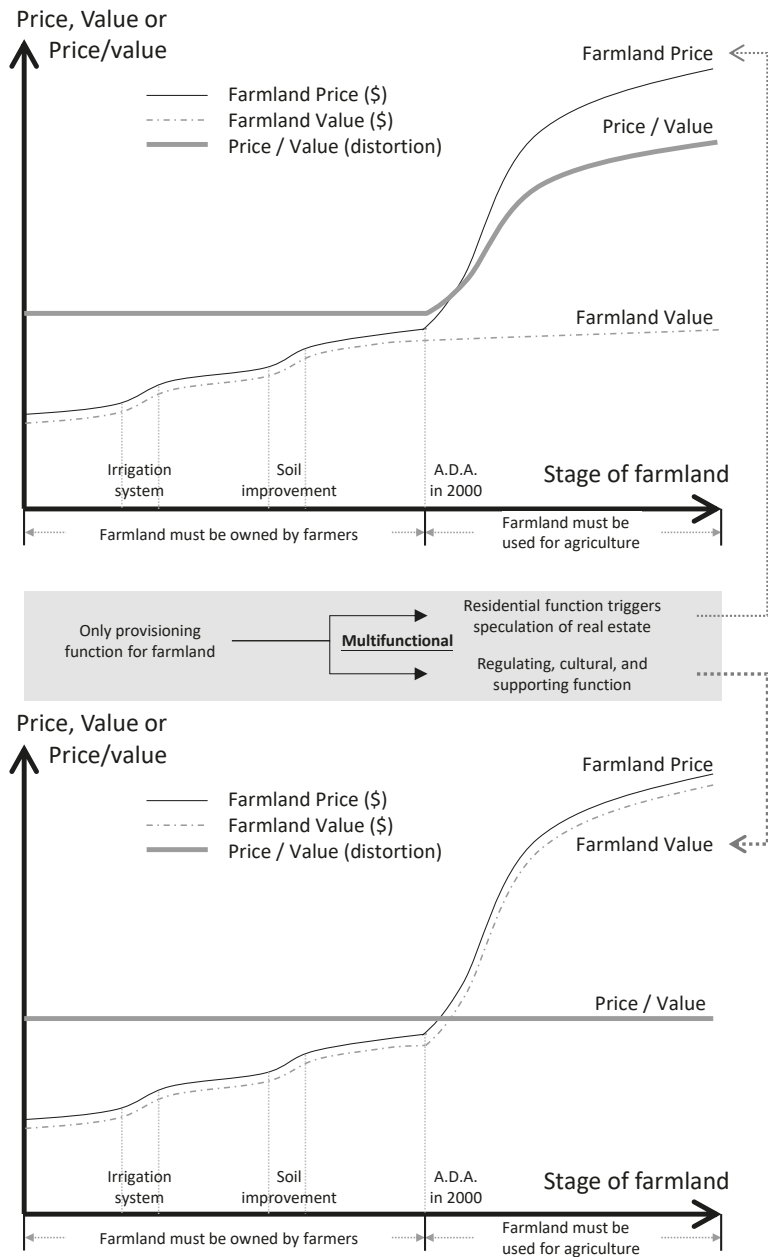 Price, Value or
Price/value
Farmland Price
Farmland Price ($)
Farmland Value ($)
Price / Value (distortion)
Price / Value
Farmland Value
Irrigation
system
Soil
improvement
A.D.A.
in 2000
Stage of farmland
Farmland must be owned by farmers
Farmland must be
used for agriculture
Only provisioning
function for farmland
Multifunctional
Residential function triggers
speculation of real estate
Regulating, cultural, and
supporting function
Price, Value or
Price/value
Farmland Price
Farmland Price ($)
Farmland Value ($)
Price / Value (distortion)
Farmland Value
Price / Value
Irrigation
system
Soil
improvement
A.D.A.
in 2000
Stage of farmland
Farmland must be owned by farmers
Farmland must be
used for agriculture